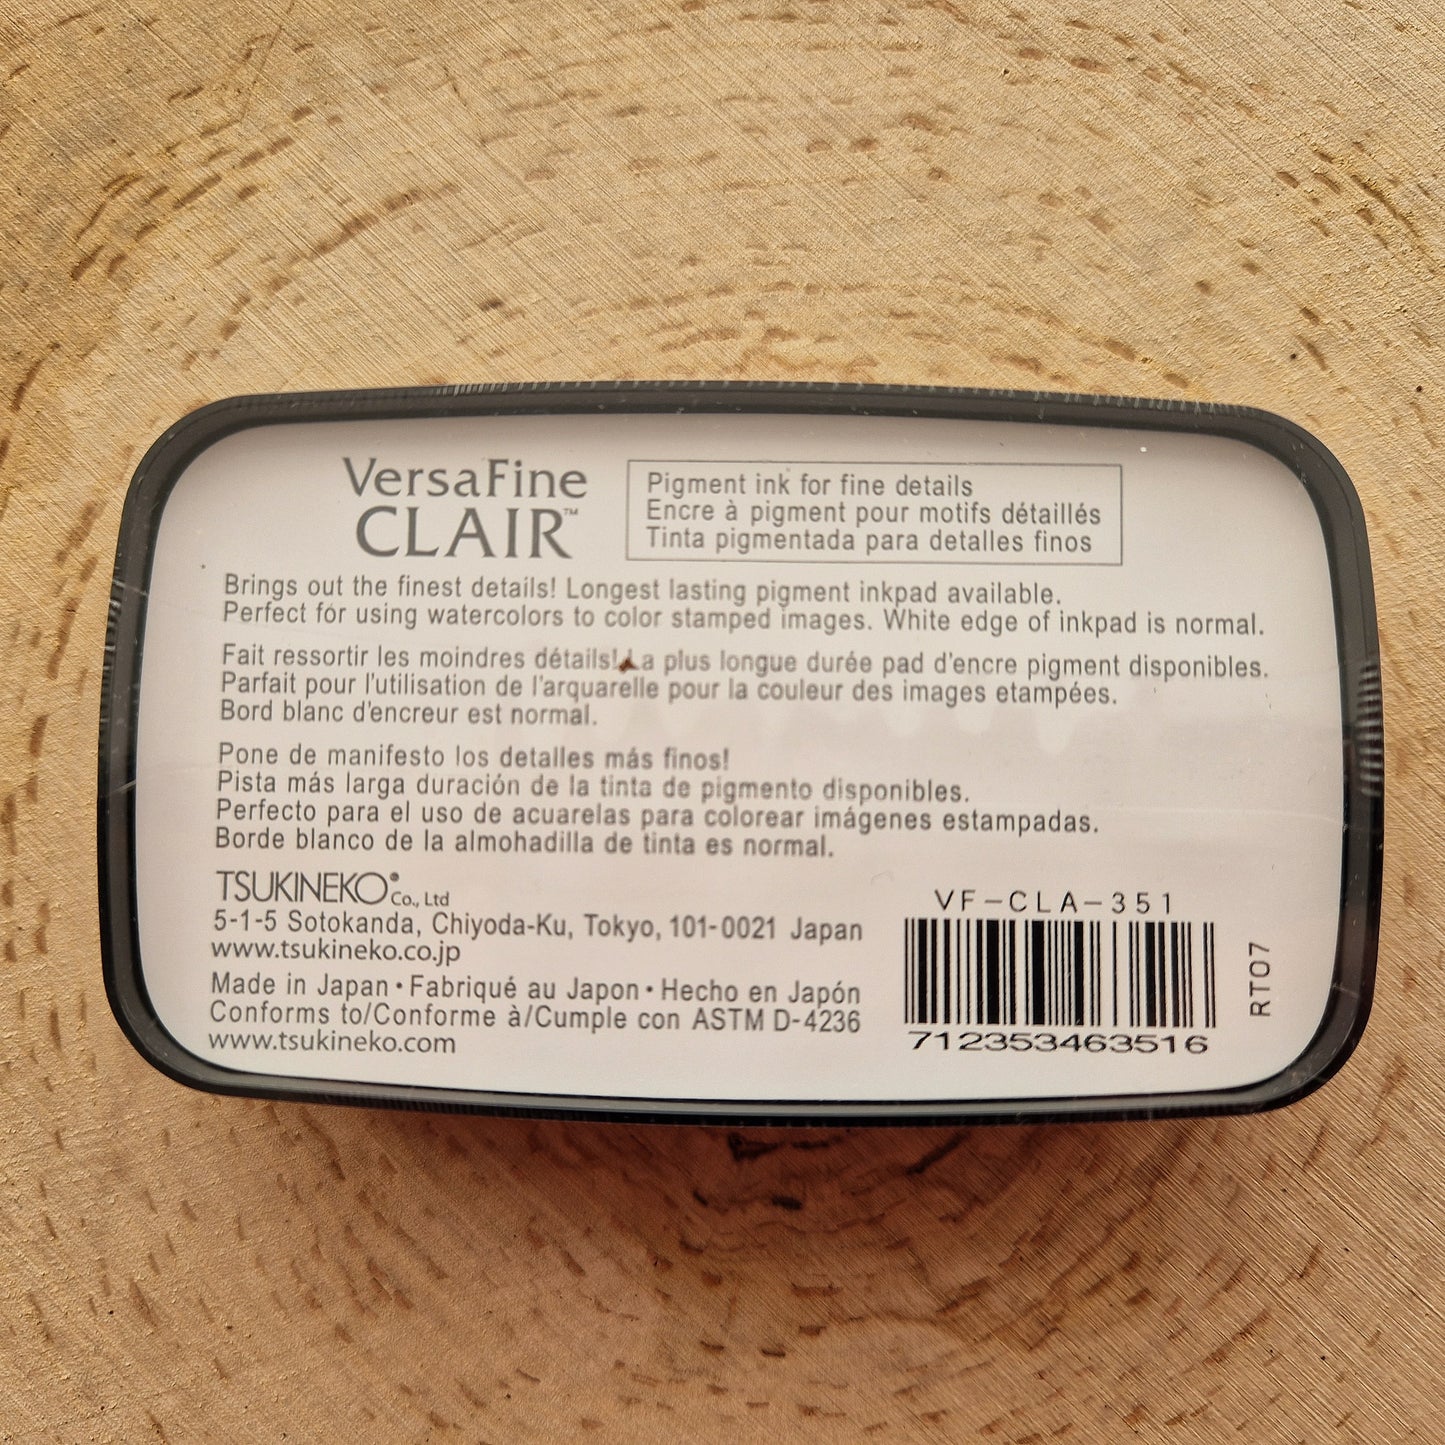 VersaFine
CLAIR™
Pigment ink for fine details
Encre à pigment pour motifs détaillés
Tinta pigmentada para detalles finos
Brings out the finest details! Longest lasting pigment inkpad available.
Perfect for using watercolors to color stamped images. White edge of inkpad is normal.
Fait ressortir les moindres détails! La plus longue durée pad d'encre pigment disponibles.
Parfait pour l'utilisation de l'arquarelle pour la couleur des images etampées.
Bord blanc d'encreur est normal.
Pone de manifesto los detalles más finos!
Pista más larga duración de la tinta de pigmento disponibles.
Perfecto para el uso de acuarelas para colorear imágenes estampadas.
Borde blanco de la almohadilla de tinta es normal.
TSUKINEKO® Co., Ltd
5-1-5 Sotokanda, Chiyoda-Ku, Tokyo, 101-0021 Japan
www.tsukineko.co.jp
Made in Japan • Fabriqué au Japon • Hecho en Japón
Conforms to/Conforme à/Cumple con ASTM D-4236
www.tsukineko.com
VF-CLA-351
712353463516
RT07